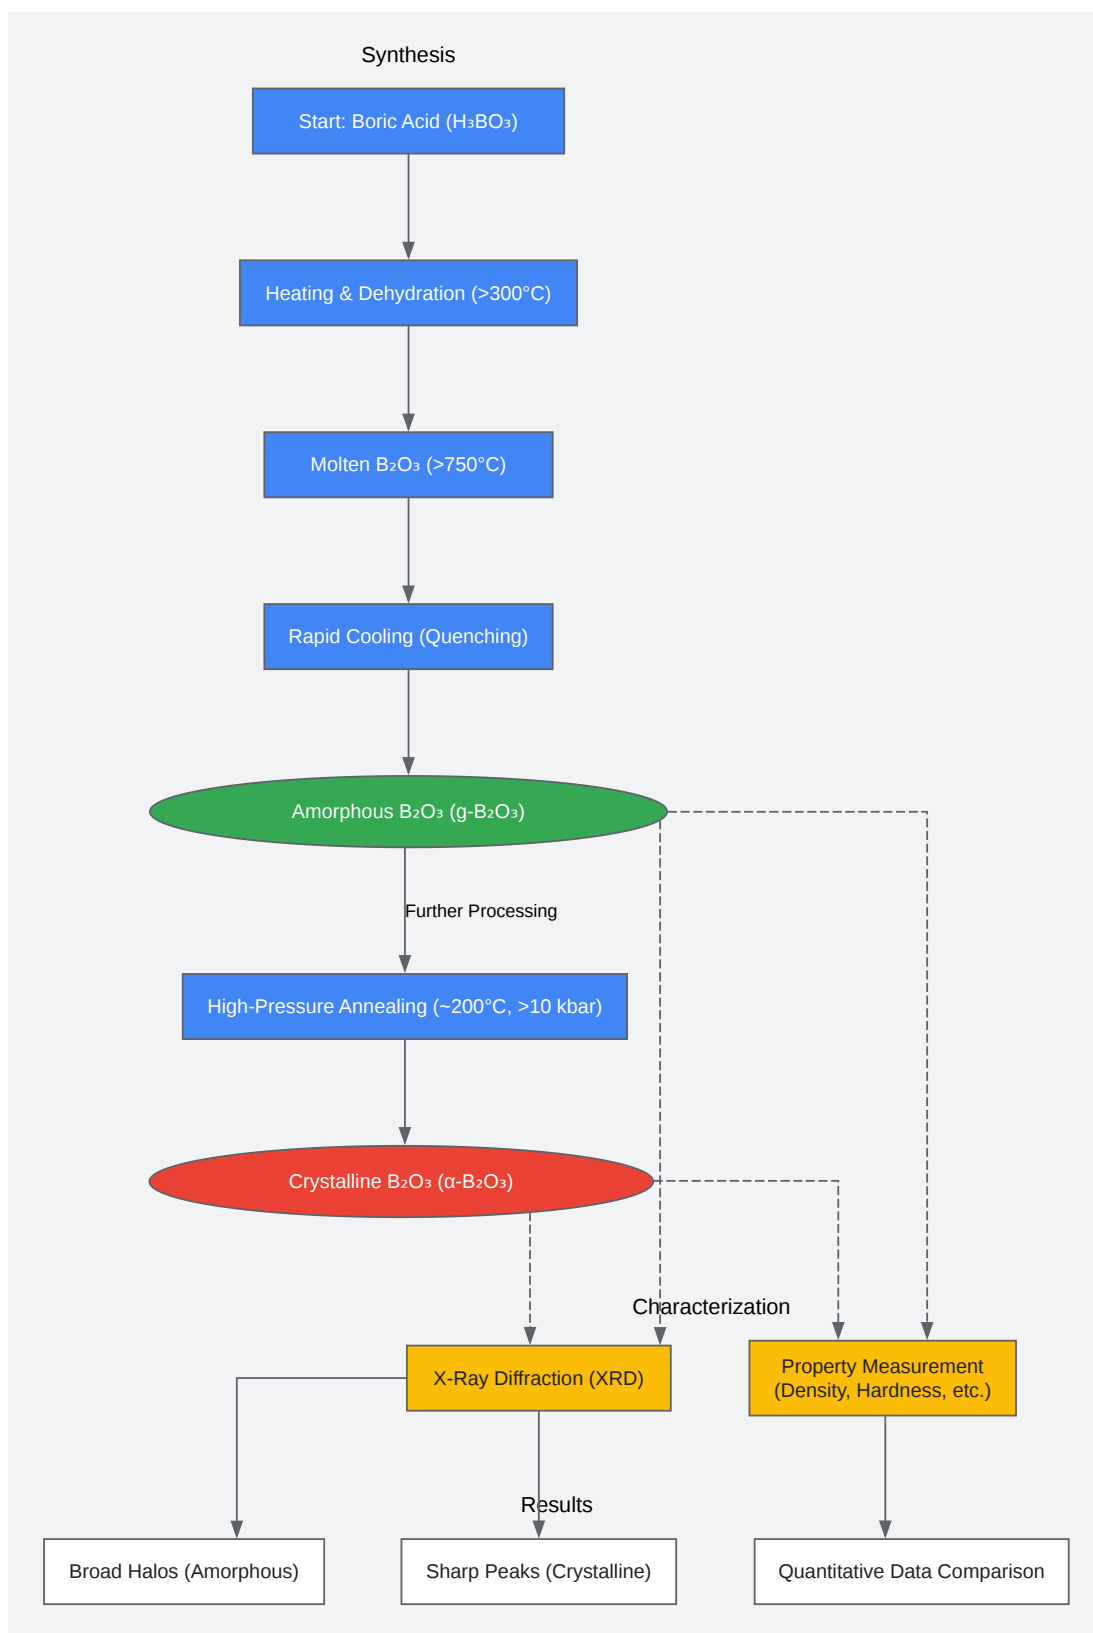 Synthesis
Start: Boric Acid (H₃BO₃)
Heating & Dehydration (>300°C)
Molten B₂O₃ (>750°C)
Rapid Cooling (Quenching)
Amorphous B₂O₃ (g-B₂O₃)
Further Processing
High-Pressure Annealing (~200°C, >10 kbar)
Crystalline B₂O₃ (α-B₂O₃)
Characterization
X-Ray Diffraction (XRD)
Property Measurement
(Density, Hardness, etc.)
Results
Broad Halos (Amorphous)
Sharp Peaks (Crystalline)
Quantitative Data Comparison